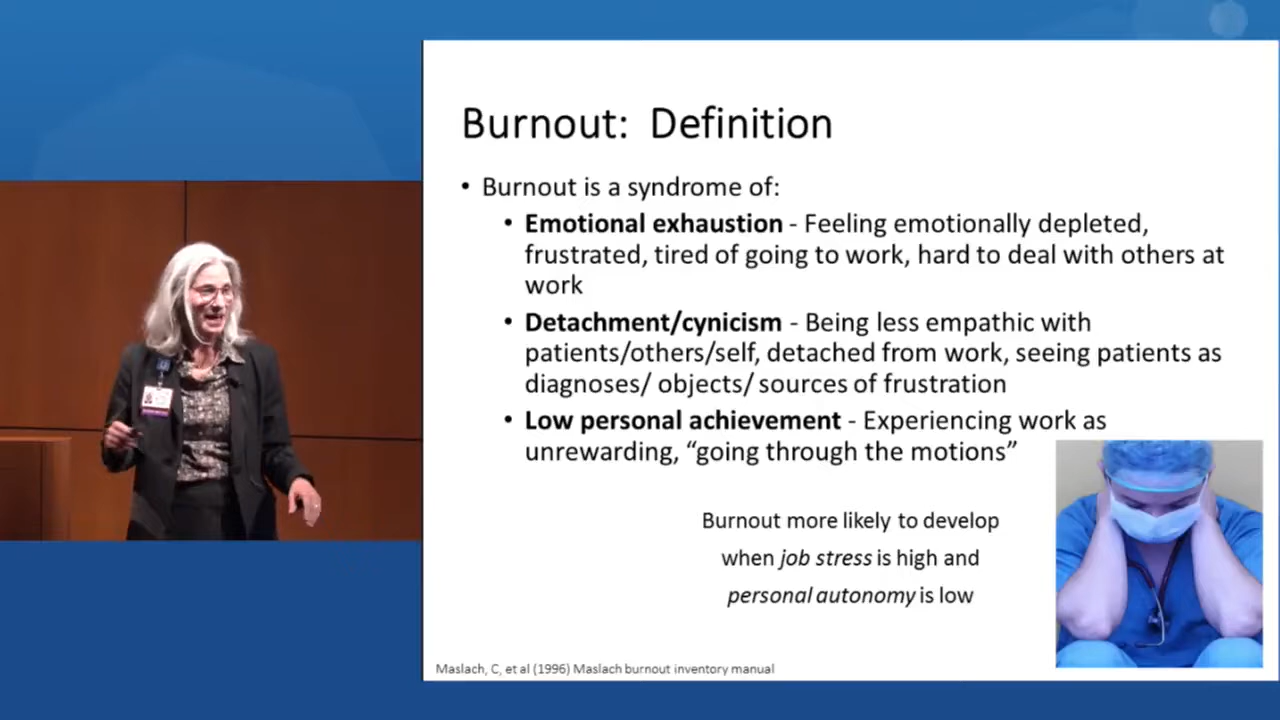 Burnout:  Definition
• Burnout is a syndrome of:
• Emotional exhaustion - Feeling emotionally depleted,
frustrated, tired of going to work, hard to deal with others at
work
• Detachment/cynicism - Being less empathic with
patients/others/self, detached from work, seeing patients as
diagnoses/ objects/ sources of frustration
• Low personal achievement - Experiencing work as
unrewarding, “going through the motions”
Burnout more likely to develop
when job stress is high and
personal autonomy is low
Maslach, C, et al (1996) Maslach burnout inventory manual